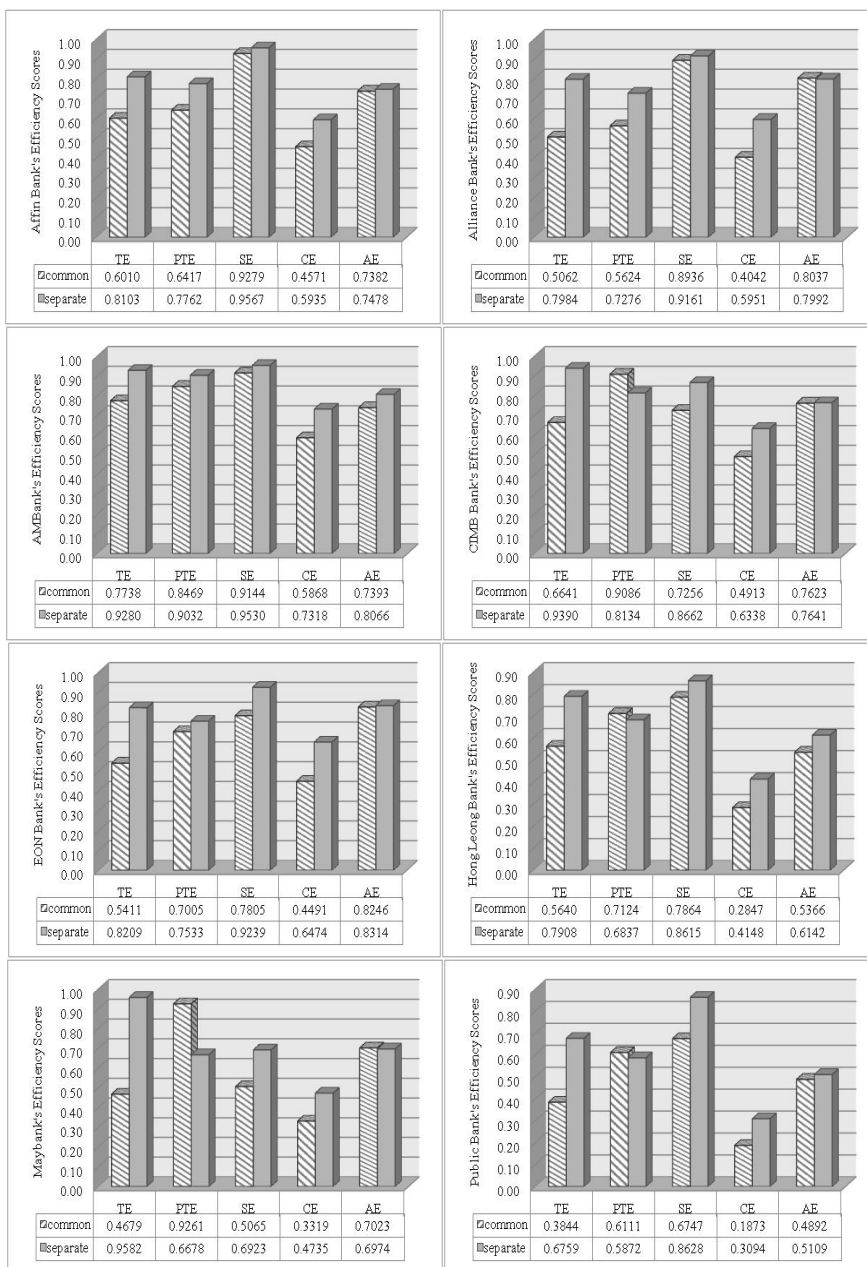 Affin Bank's Efficiency Scores
1.00
0.90
0.80
0.70
0.60
0.50
0.40
0.30
0.20
0.10
0.00
TE PTE SE CE AE
common 0.6010 0.6417 0.9279 0.4571 0.7382
separate 0.8103 0.7762 0.9567 0.5935 0.7478
Alliance Bank's Efficiency Scores
1.00
0.90
0.80
0.70
0.60
0.50
0.40
0.30
0.20
0.10
0.00
TE PTE SE CE AE
common 0.5062 0.5624 0.8936 0.4042 0.8037
separate 0.7984 0.7276 0.9161 0.5951 0.7992
AMBank's Efficiency Scores
1.00
0.90
0.80
0.70
0.60
0.50
0.40
0.30
0.20
0.10
0.00
TE PTE SE CE AE
common 0.7738 0.8469 0.9144 0.5868 0.7393
separate 0.9280 0.9032 0.9530 0.7318 0.8066
CIMB Bank's Efficiency Scores
1.00
0.90
0.80
0.70
0.60
0.50
0.40
0.30
0.20
0.10
0.00
TE PTE SE CE AE
common 0.6641 0.9086 0.7256 0.4913 0.7623
separate 0.9390 0.8134 0.8662 0.6338 0.7641
EON Bank's Efficiency Scores
1.00
0.90
0.80
0.70
0.60
0.50
0.40
0.30
0.20
0.10
0.00
TE PTE SE CE AE
common 0.5411 0.7005 0.7805 0.4491 0.8246
separate 0.8209 0.7533 0.9239 0.6474 0.8314
Hong Leong Bank's Efficiency Scores
0.90
0.80
0.70
0.60
0.50
0.40
0.30
0.20
0.10
0.00
TE PTE SE CE AE
common 0.5640 0.7124 0.7864 0.2847 0.5366
separate 0.7908 0.6837 0.8615 0.4148 0.6142
Maybank's Efficiency Scores
1.00
0.90
0.80
0.70
0.60
0.50
0.40
0.30
0.20
0.10
0.00
TE PTE SE CE AE
common 0.4679 0.9261 0.5065 0.3319 0.7023
separate 0.9582 0.6678 0.6923 0.4735 0.6974
Public Bank's Efficiency Scores
0.90
0.80
0.70
0.60
0.50
0.40
0.30
0.20
0.10
0.00
TE PTE SE CE AE
common 0.3844 0.6111 0.6747 0.1873 0.4892
separate 0.6759 0.5872 0.8628 0.3094 0.5109